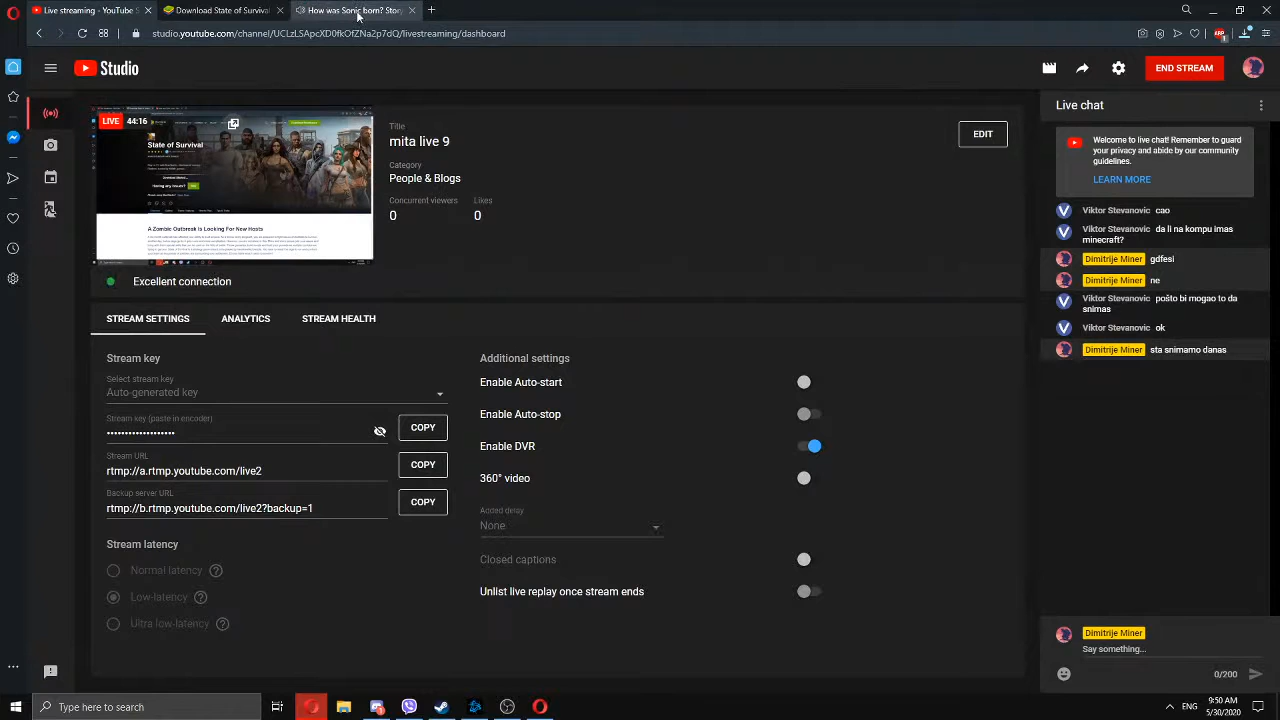 Live streaming - YouTube S
Download State of Survival
How was Sonic born? Stor
studio.youtube.com/channel/UCLzLSApcXD0fkOfZNa2p7dQ/livestreaming/dashboard
Studio
END STREAM
LIVE 44:16
State of Survival
A Zombie Outbreak Is Looking For New Hosts
Title
mita live 9
EDIT
Category
People & Blogs
Concurrent viewers Likes
0 0
Excellent connection
STREAM SETTINGS ANALYTICS STREAM HEALTH
Stream key
Select stream key
Auto-generated key
Stream key (paste in encoder)
COPY
Stream URL
rtmp://a.rtmp.youtube.com/live2
COPY
Backup server URL
rtmp://b.rtmp.youtube.com/live2?backup=1
COPY
Stream latency
Normal latency
Low-latency
Ultra low-latency
Additional settings
Enable Auto-start
Enable Auto-stop
Enable DVR
360° video
Added delay
None
Closed captions
Unlist live replay once stream ends
Live chat
Welcome to live chat! Remember to guard
your privacy and abide by our community
guidelines.
LEARN MORE
Viktor Stevanovic cao
Viktor Stevanovic da li mopu imas
Dimitrije Miner gdfesi
Dimitrije Miner ne
Viktor Stevanovic pošto bi mogao to da
snimas
Viktor Stevanovic ok
Dimitrije Miner sta snimamo danas
Dimitrije Miner
Say something...
0/200
Type here to search
ENG
9:50 AM
5/30/2020